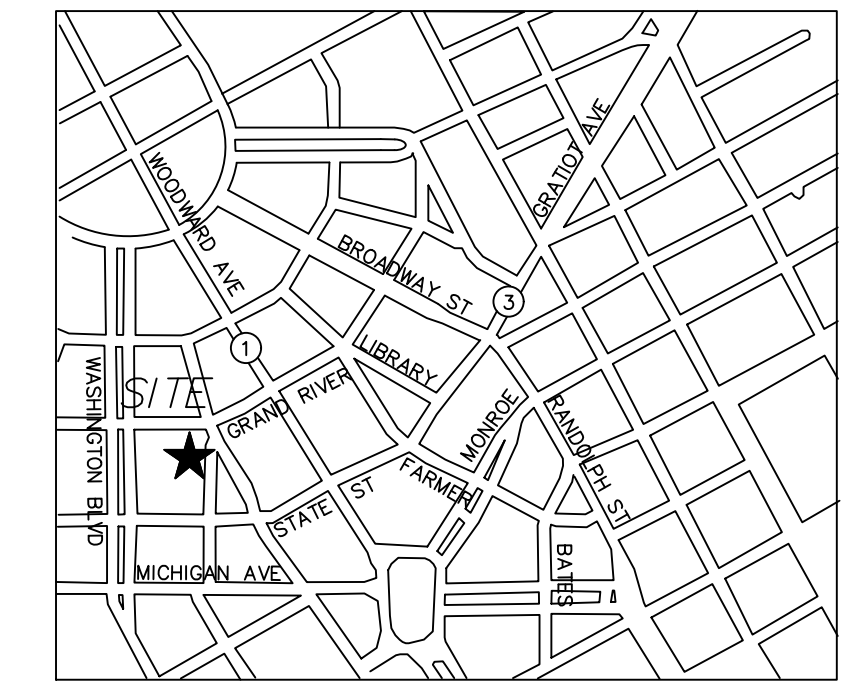 GRATIOT AVE
WOODWARD AVE
BROADWAY ST
3
1
LIBRARY
SITE
WASHINGTON BLVD
GRAND RIVER
MONROE
RANDOLPH ST
FARMER
STATE ST
MICHIGAN AVE
BATES